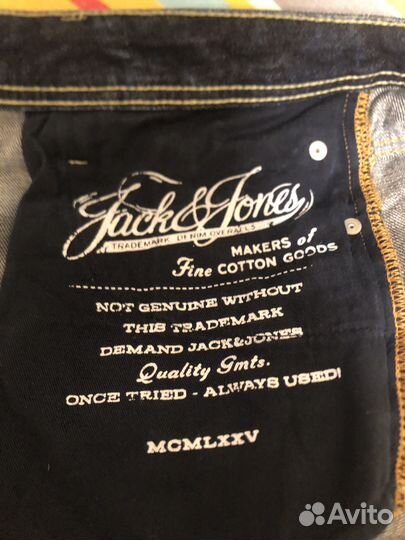 Jack & Jones
TRADEMARK DENIM OVERALLS
MAKERS of
Fine COTTON GOODS
NOT GENUINE WITHOUT
THIS TRADEMARK
DEMAND JACK&JONES
Quality Gmts.
ONCE TRIED - ALWAYS USED!
MCMLXXV
Avito